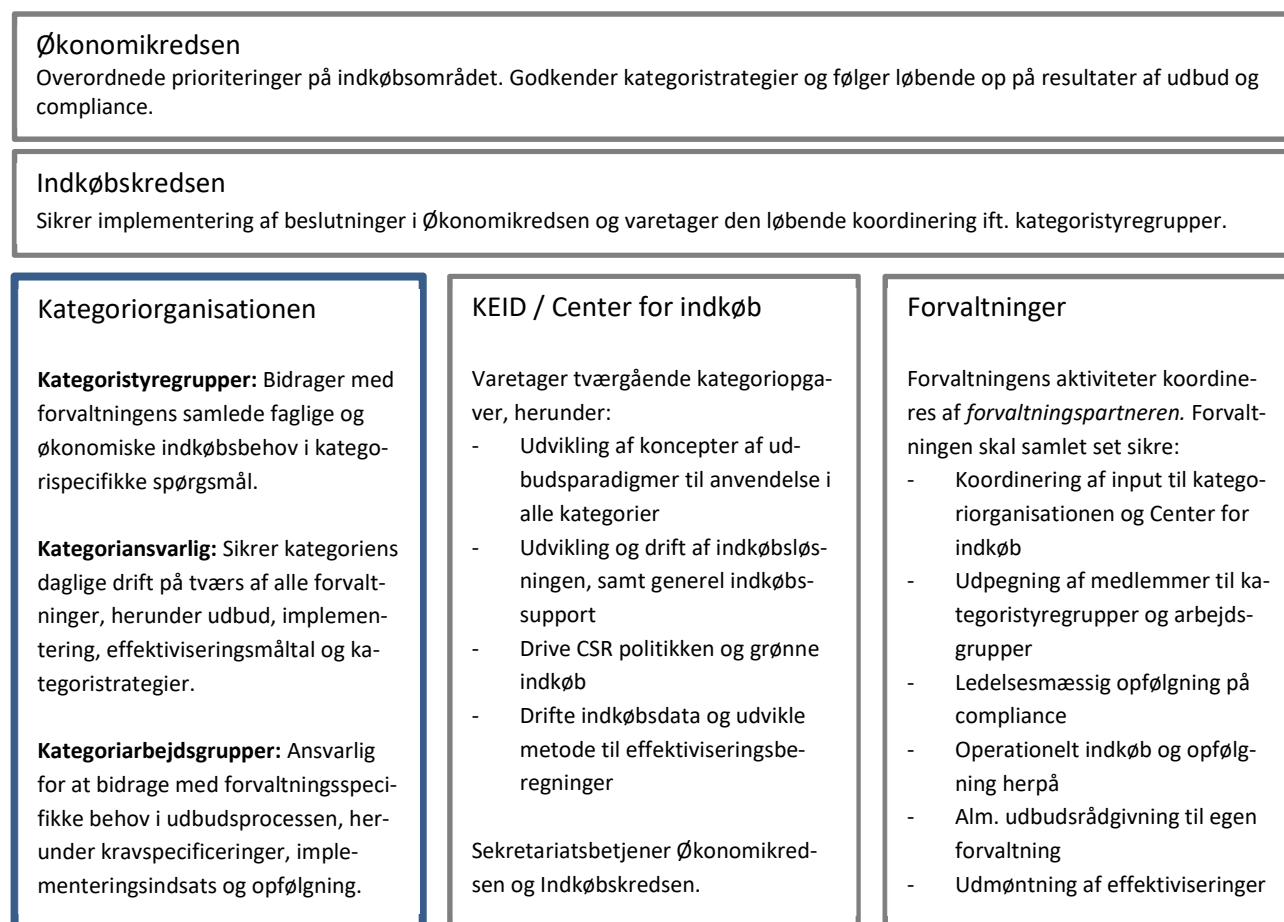 Økonomikredsen
Overordnede prioriteringer på indkøbsområdet. Godkender kategoristrategier og følger løbende op på resultater af udbud og
compliance.
Indkøbskredsen
Sikrer implementering af beslutninger i Økonomikredsen og varetager den løbende koordinering ift. kategoristyregrupper.
Kategoriorganisationen
Kategoristyregrupper: Bidrager med
forvaltningens samlede faglige og
økonomiske indkøbsbehov i katego-
rispecifikke spørgsmål.
Kategoriansvarlig: Sikrer kategoriens
daglige drift på tværs af alle forvalt-
ninger, herunder udbud, implemen-
tering, effektiviseringsmåltal og ka-
tegoristrategier.
Kategoriarbejdsgrupper: Ansvarlig
for at bidrage med forvaltningsspeci-
fikke behov i udbudsprocessen, her-
under kravspecificeringer, imple-
menteringsindsats og opfølgning.
KEID / Center for indkøb
Varetager tværgående kategoriopga-
ver, herunder:
- Udvikling af koncepter af ud-
budsparadigmer til anvendelse i
alle kategorier
- Udvikling og drift af indkøbsløs-
ningen, samt generel indkøbs-
support
- Drive CSR politikken og grønne
indkøb
- Drifte indkøbsdata og udvikle
metode til effektiviseringsbe-
regninger
Sekretariatsbetjener Økonomikred-
sen og Indkøbskredsen.
Forvaltninger
Forvaltningens aktiviteter koordine-
res af forvaltningspartneren. Forvalt-
ningen skal samlet set sikre:
- Koordinering af input til katego-
riorganisationen og Center for
indkøb
- Udpegning af medlemmer til ka-
tegoristyregrupper og arbejds-
grupper
- Ledelsesmæssig opfølgning på
compliance
- Operationelt indkøb og opfølg-
ning herpå
- Alm. udbudsrådgivning til egen
forvaltning
- Udmøntning af effektiviseringer